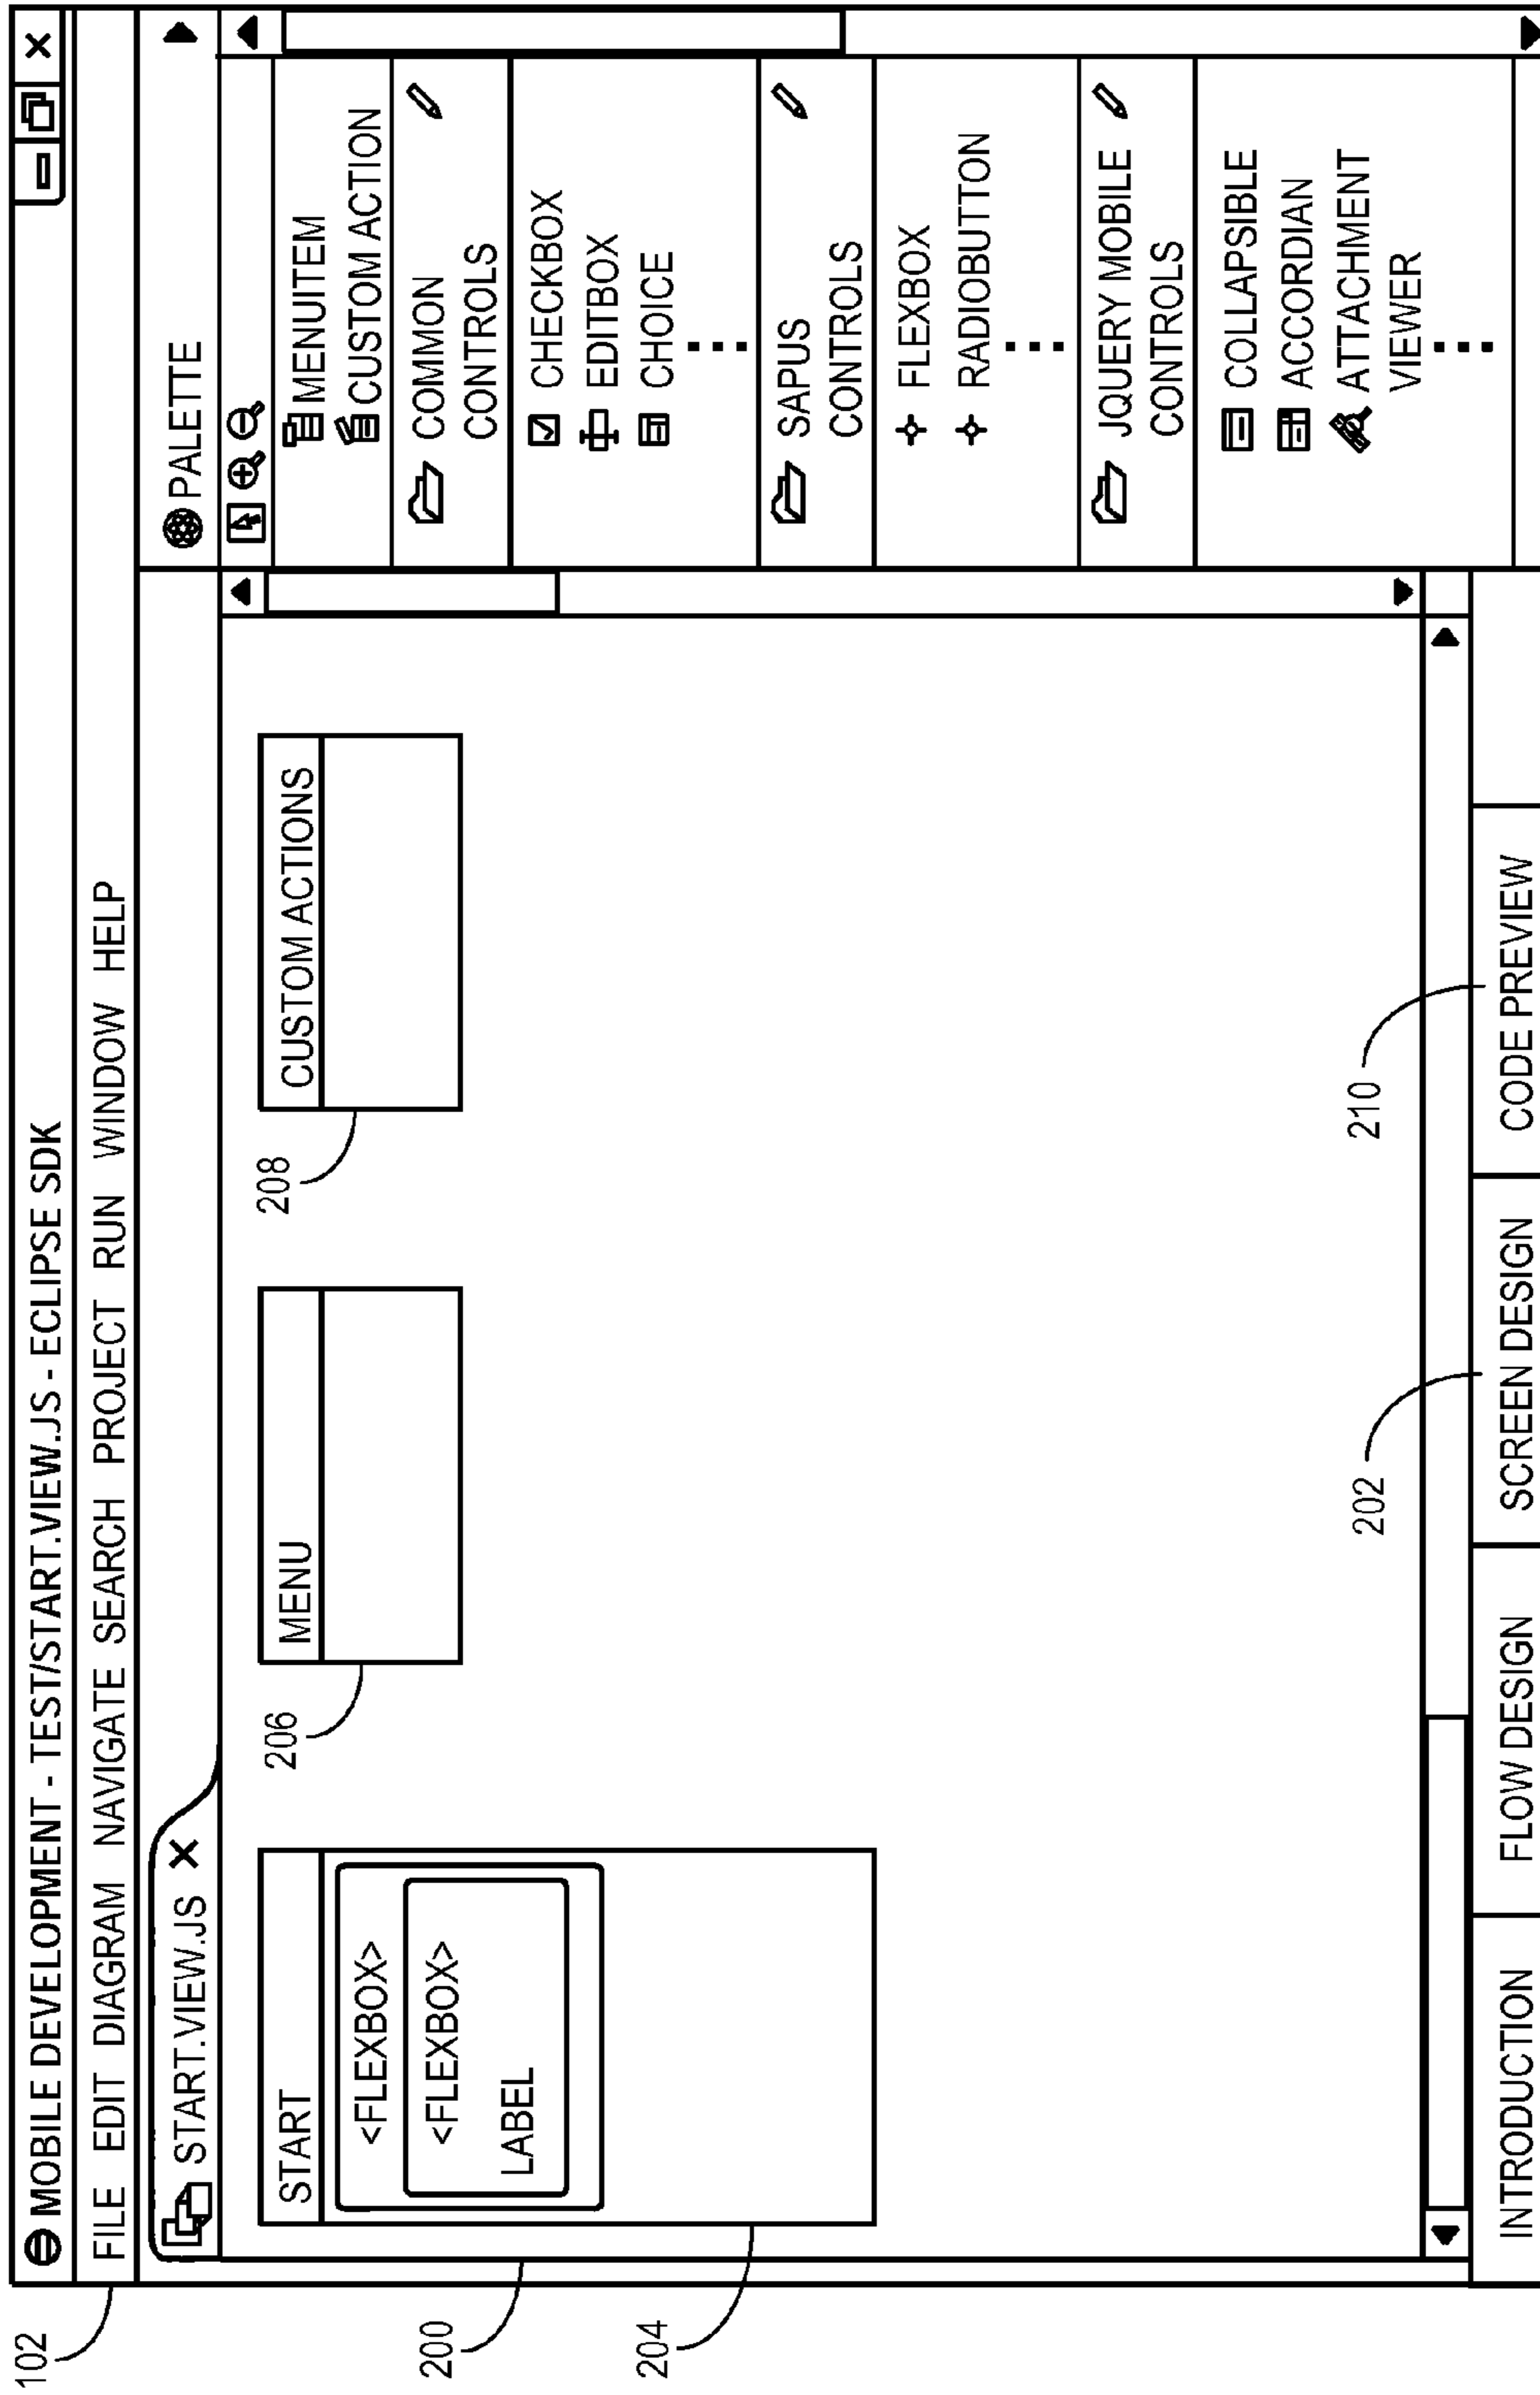 102
MOBILE DEVELOPMENT - TEST/START.VIEW.JS - ECLIPSE SDK
FILE EDIT DIAGRAM NAVIGATE SEARCH PROJECT RUN WINDOW HELP
START.VIEW.JS X
200
204
START
<FLEXBOX>
<FLEXBOX>
LABEL
206
MENU
208
CUSTOM ACTIONS
PALETTE
MENUITEM
CUSTOM ACTION
COMMON
CONTROLS
CHECKBOX
EDITBOX
CHOICE
SAPUS
CONTROLS
FLEXBOX
RADIOBUTTON
JQUERY MOBILE
CONTROLS
COLLAPSIBLE
ACCORDIAN
ATTACHMENT
VIEWER
202
210
INTRODUCTION
FLOW DESIGN
SCREEN DESIGN
CODE PREVIEW